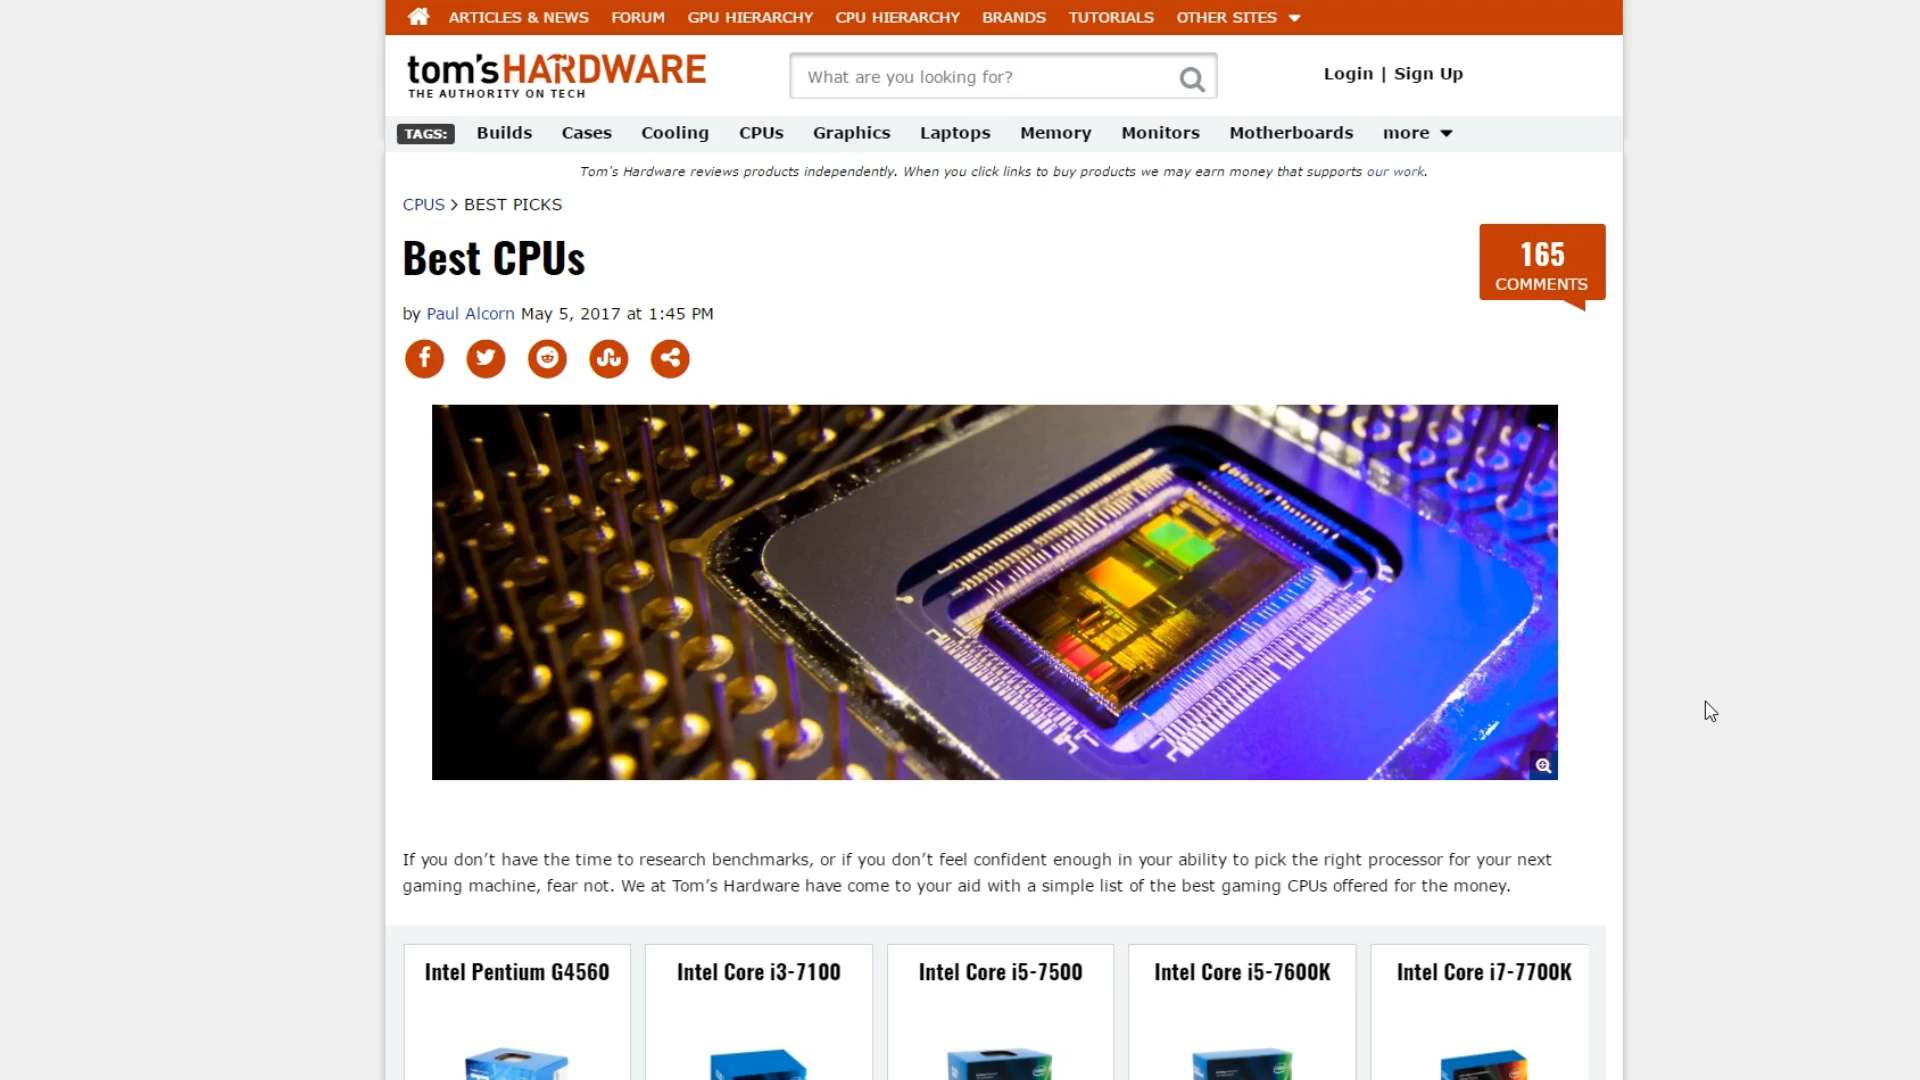 ARTICLES & NEWS FORUM GPU HIERARCHY CPU HIERARCHY BRANDS TUTORIALS OTHER SITES
tom'sHARDWARE
THE AUTHORITY ON TECH
What are you looking for?
Login | Sign Up
TAGS: Builds Cases Cooling CPUs Graphics Laptops Memory Monitors Motherboards more
Tom's Hardware reviews products independently. When you click links to buy products we may earn money that supports our work.
CPUS > BEST PICKS
Best CPUs
165
COMMENTS
by Paul Alcorn May 5, 2017 at 1:45 PM
If you don’t have the time to research benchmarks, or if you don’t feel confident enough in your ability to pick the right processor for your next
gaming machine, fear not. We at Tom’s Hardware have come to your aid with a simple list of the best gaming CPUs offered for the money.
Intel Pentium G4560 Intel Core i3-7100 Intel Core i5-7500 Intel Core i5-7600K Intel Core i7-7700K